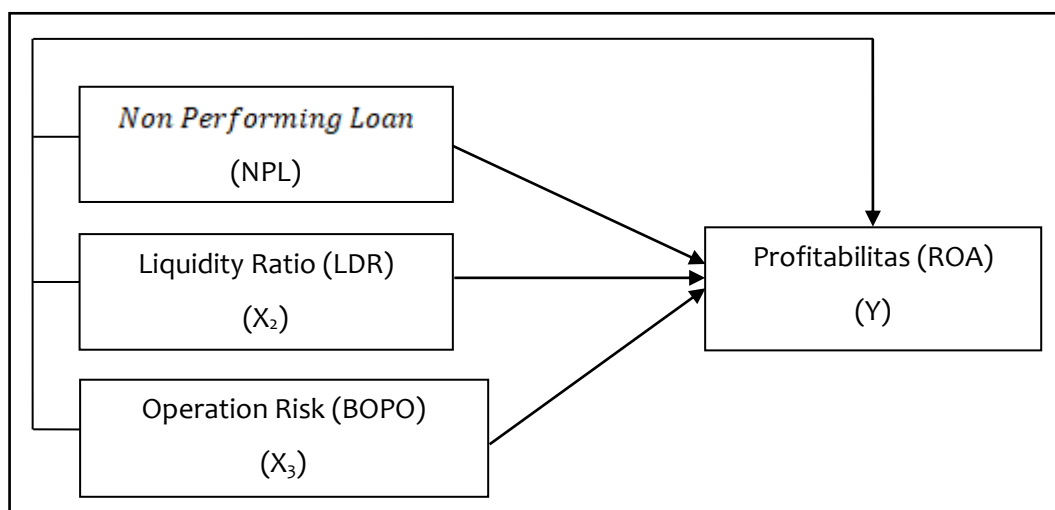 Non Performing Loan
(NPL)
Liquidity Ratio (LDR)
(X₂)
Operation Risk (BOPO)
(X₃)
Profitabilitas (ROA)
(Y)